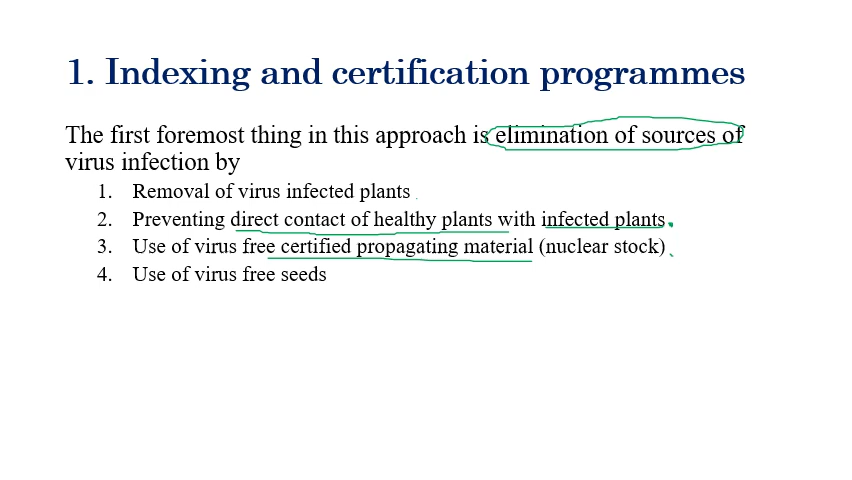 1. Indexing and certification programmes
The first foremost thing in this approach is elimination of sources of
virus infection by
1. Removal of virus infected plants
2. Preventing direct contact of healthy plants with infected plants
3. Use of virus free certified propagating material (nuclear stock)
4. Use of virus free seeds